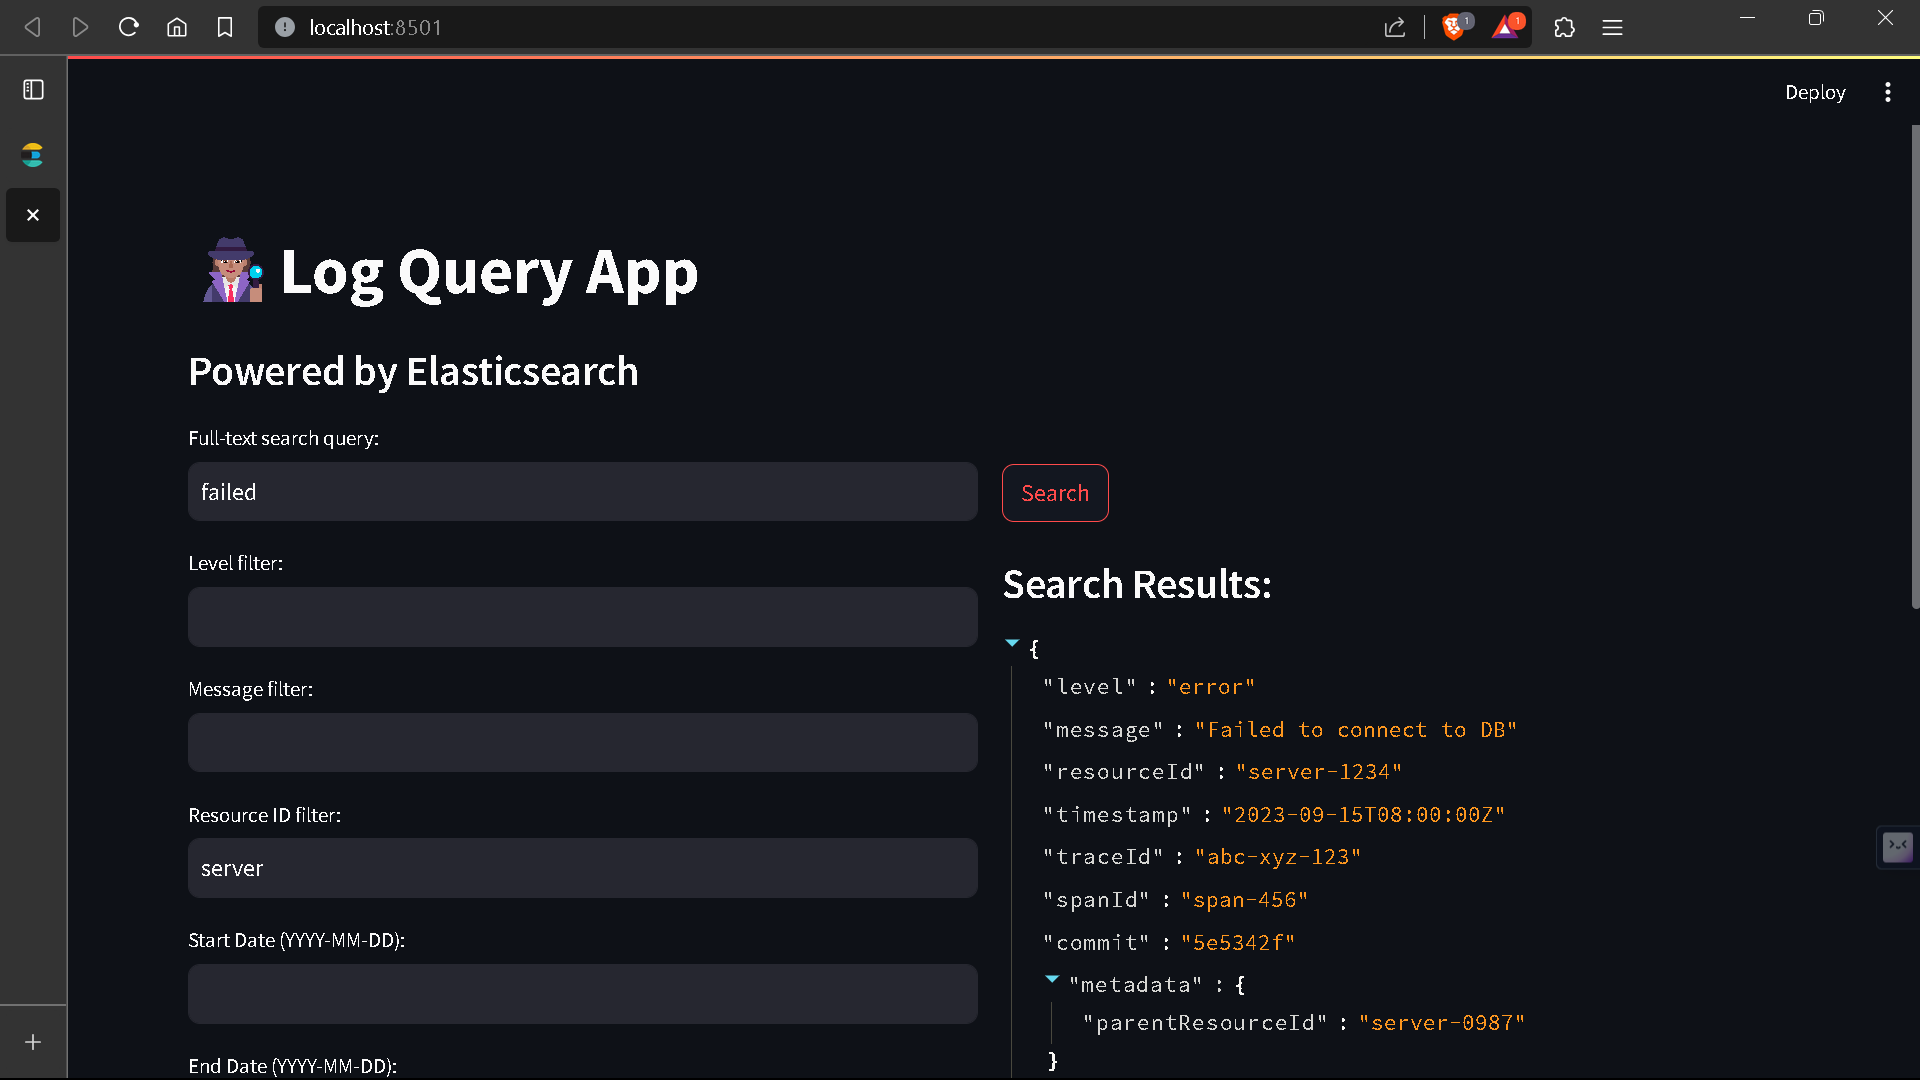 localhost:8501
1
1
Deploy
Log Query App
Powered by Elasticsearch
Full-text search query:
failed
Search
Level filter:
Message filter:
Resource ID filter:
server
Start Date (YYYY-MM-DD):
End Date (YYYY-MM-DD):
Search Results:
{
"level" : "error"
"message" : "Failed to connect to DB"
"resourceId" : "server-1234"
"timestamp" : "2023-09-15T08:00:00Z"
"traceId" : "abc-xyz-123"
"spanId" : "span-456"
"commit" : "5e5342f"
"metadata" : {
"parentResourceId" : "server-0987"
}